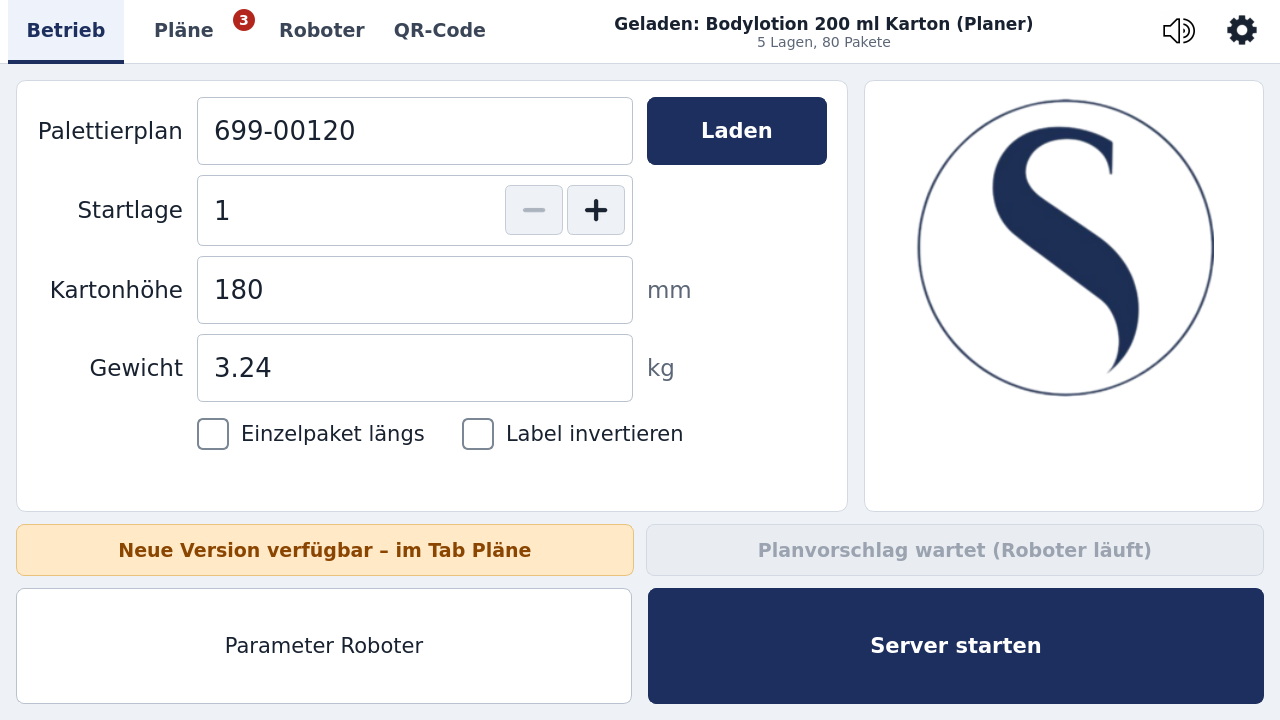 Betrieb
Pläne
3
Roboter
QR-Code
Geladen: Bodylotion 200 ml Karton (Planer)
5 Lagen, 80 Pakete
Palettierplan
699-00120
Laden
Startlage
1
Kartonhöhe
180
mm
Gewicht
3.24
kg
Einzelpaket längs
Label invertieren
Neue Version verfügbar – im Tab Pläne
Planvorschlag wartet (Roboter läuft)
Parameter Roboter
Server starten